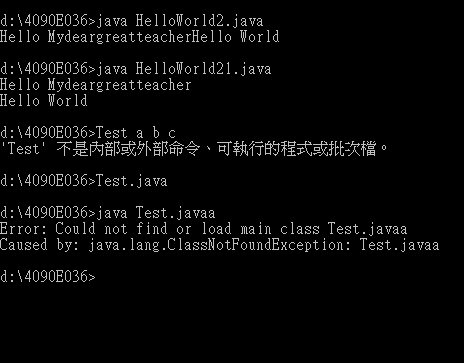 d:\4090E036>java HelloWorld2.java
Hello MydeargreatteacherHello World
d:\4090E036>java HelloWorld21.java
Hello Mydeargreatteacher
Hello World
d:\4090E036>Test a b c
'Test' 不是內部或外部命令、可執行的程式或批次檔。
d:\4090E036>Test.java
d:\4090E036>java Test.javaa
Error: Could not find or load main class Test.javaa
Caused by: java.lang.ClassNotFoundException: Test.javaa
d:\4090E036>